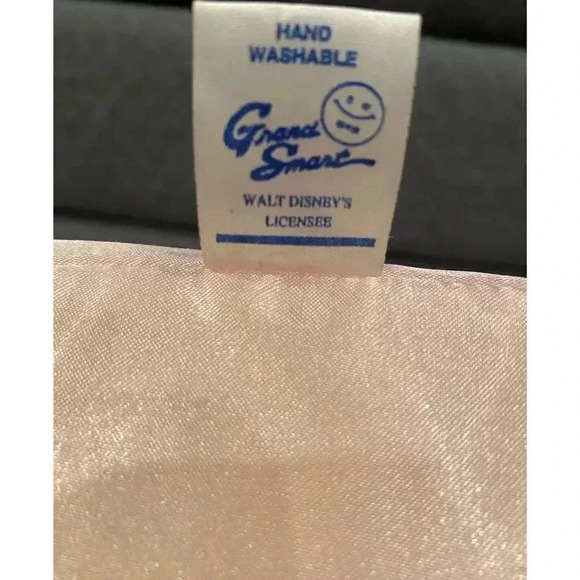 HAND
WASHABLE
Grand
Smart
WALT DISNEY'S
LICENSEE